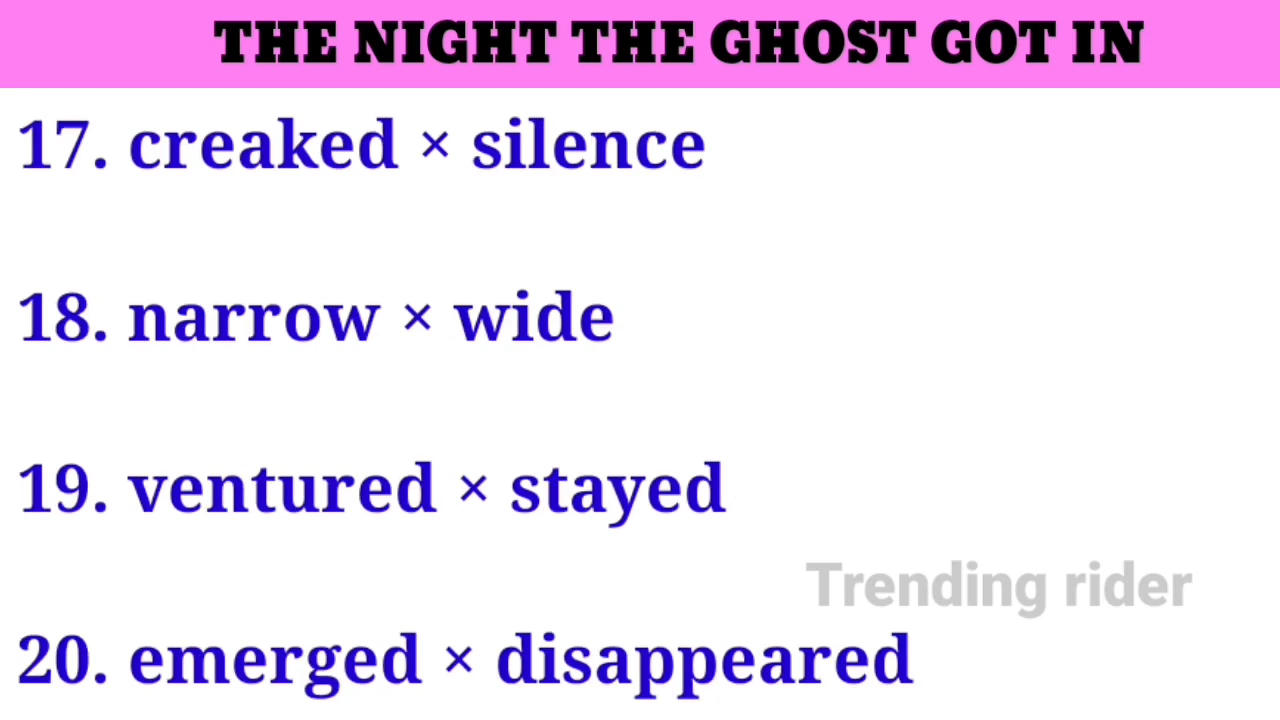 THE NIGHT THE GHOST GOT IN
17. creaked × silence
18. narrow × wide
19. ventured × stayed
Trending rider
20. emerged × disappeared